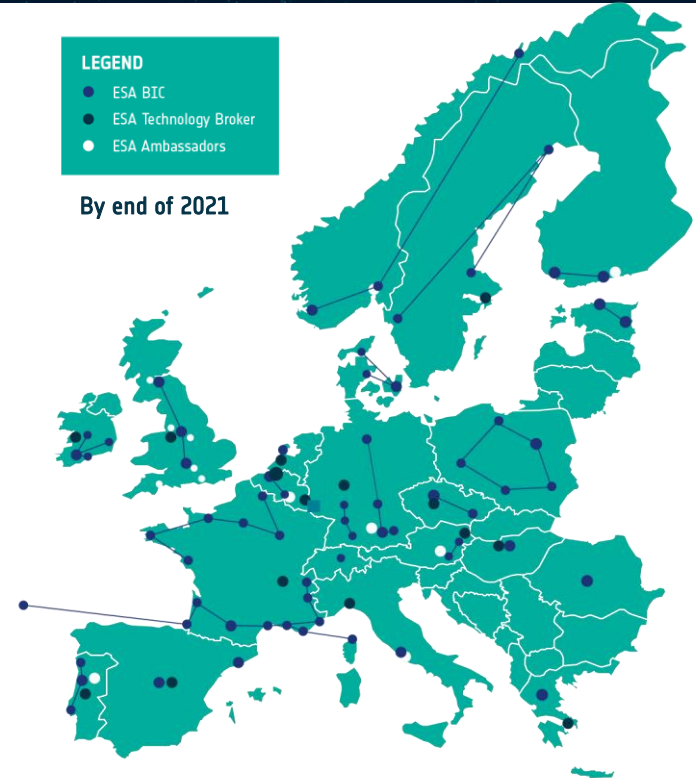 LEGEND
ESA BIC
ESA Technology Broker
ESA Ambassadors
By end of 2021